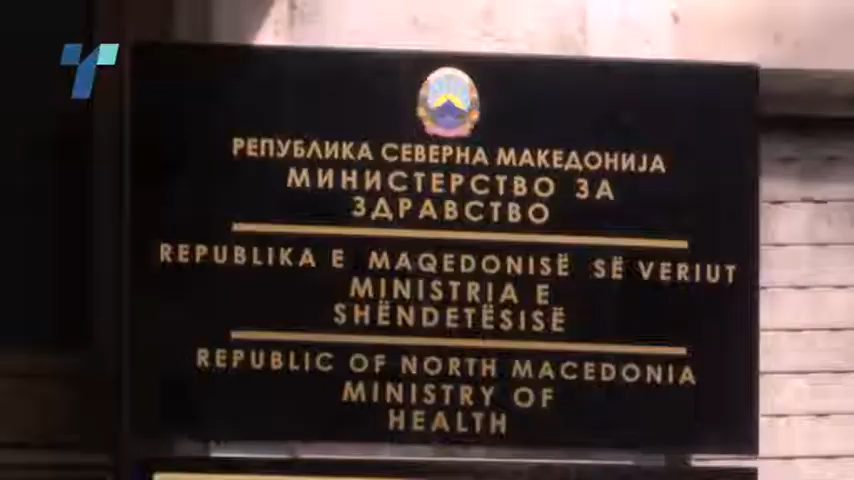 РЕПУБЛИКА СЕВЕРНА МАКЕДОНИЈА
МИНИСТЕРСТВО ЗА
ЗДРАВСТВО
REPUBLIKA E MAQEDONISË SË VERIUT
MINISTRIA E
SHËNDETËSISË
REPUBLIC OF NORTH MACEDONIA
MINISTRY OF
HEALTH